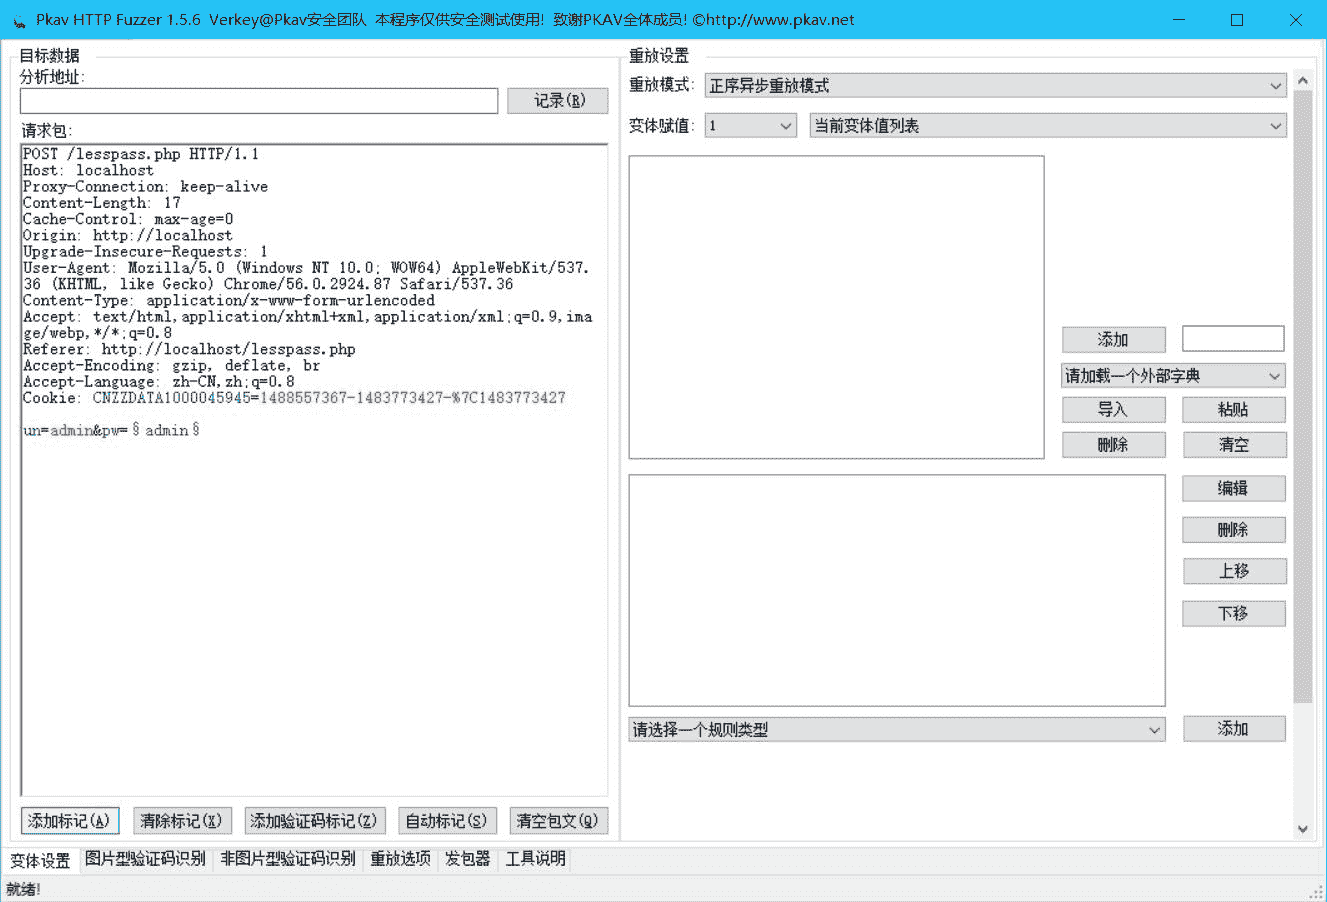 Pkav HTTP Fuzzer 1.5.6  Verkey@Pkav安全团队  本程序仅供安全测试使用!  致谢PKAV全体成员! ©http://www.pkav.net
目标数据
分析地址:
记录(R)
请求包:
POST /lesspass.php HTTP/1.1
Host: localhost
Proxy-Connection: keep-alive
Content-Length: 17
Cache-Control: max-age=0
Origin: http://localhost
Upgrade-Insecure-Requests: 1
User-Agent: Mozilla/5.0 (Windows NT 10.0; WOW64) AppleWebKit/537.
36 (KHTML, like Gecko) Chrome/56.0.2924.87 Safari/537.36
Content-Type: application/x-www-form-urlencoded
Accept: text/html,application/xhtml+xml,application/xml;q=0.9,ima
ge/webp,*/*;q=0.8
Referer: http://localhost/lesspass.php
Accept-Encoding: gzip, deflate, br
Accept-Language: zh-CN,zh;q=0.8
Cookie: CNZZDATA1000045945=1488557367-1483773427-%7C1483773427
un=admin&pw=§admin§
添加标记(A)
清除标记(X)
添加验证码标记(Z)
自动标记(S)
清空包文(Q)
重放设置
重放模式: 正序异步重放模式
变体赋值: 1 当前变体值列表
添加
请加载一个外部字典
导入 粘贴
删除 清空
编辑
删除
上移
下移
请选择一个规则类型 添加
变体设置 图片型验证码识别 非图片型验证码识别 重放选项 发包器 工具说明
就绪!